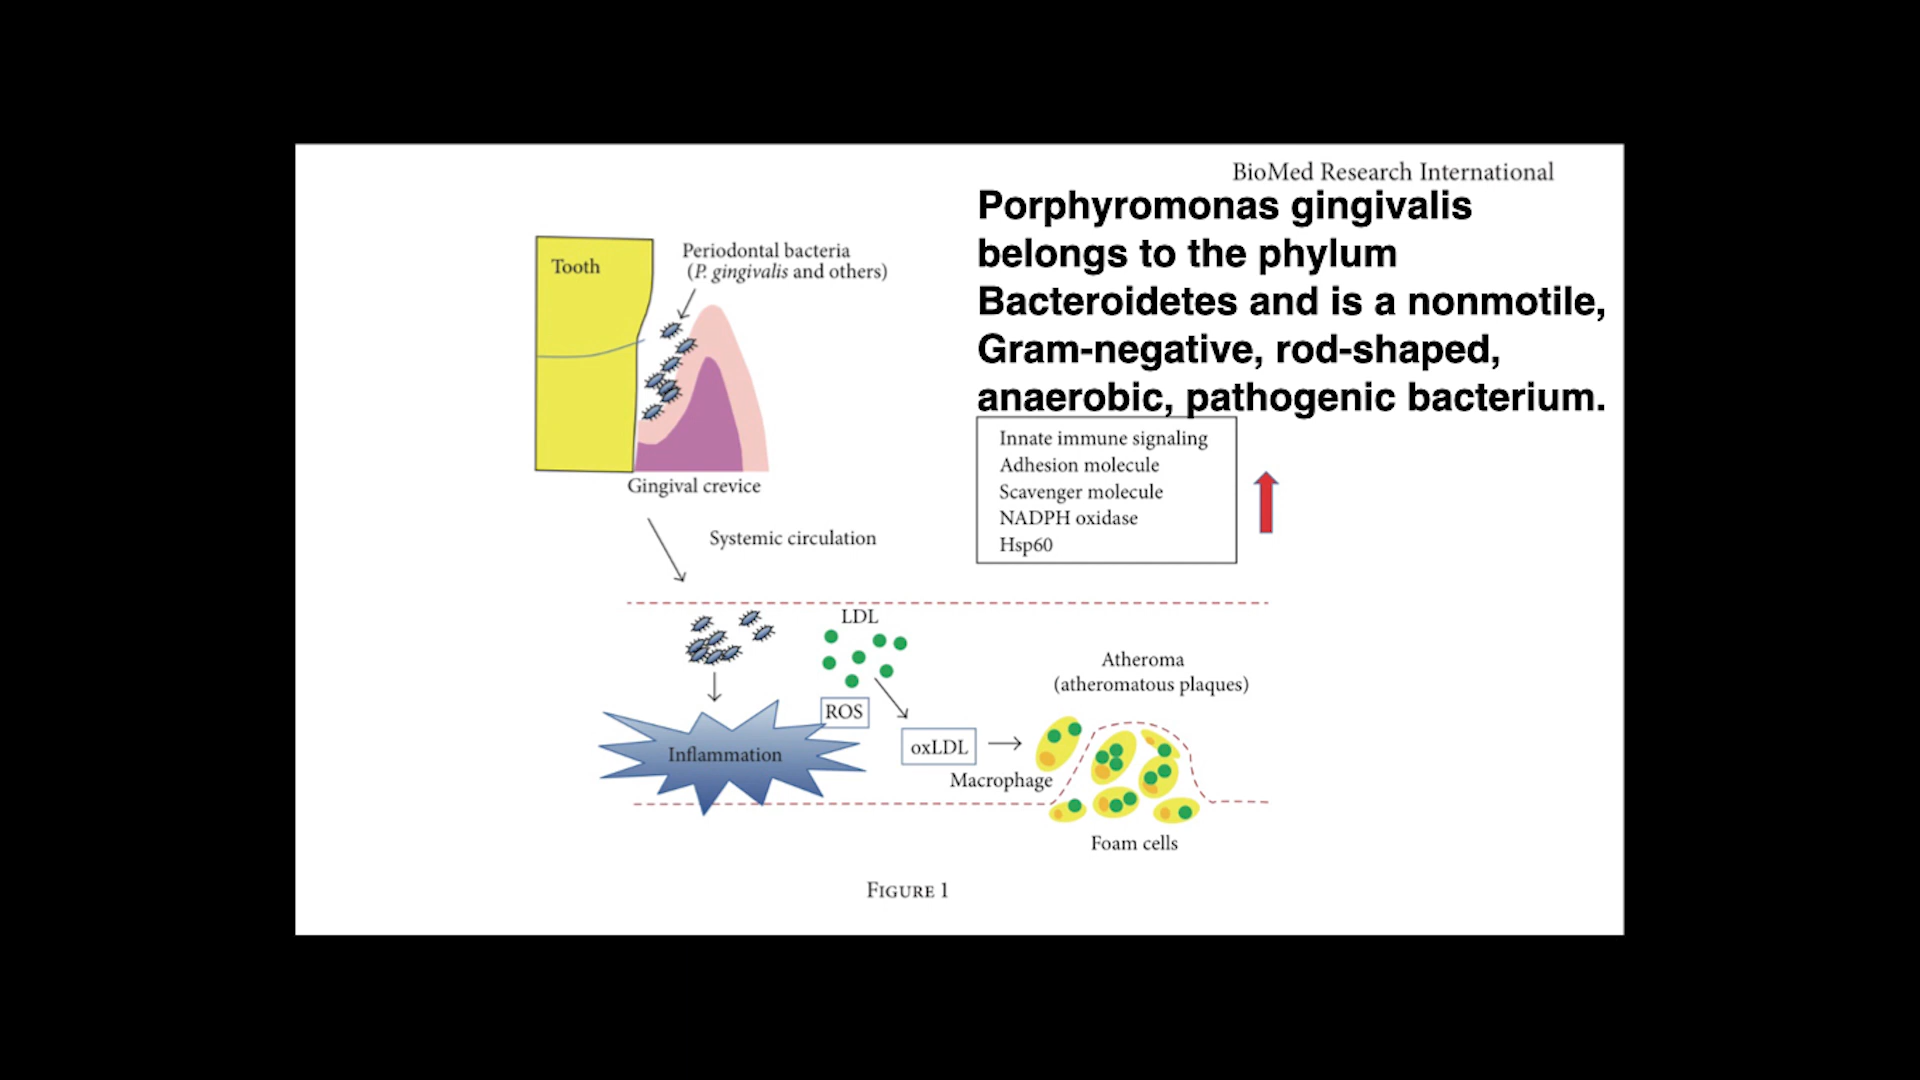 BioMed Research International
Porphyromonas gingivalis
belongs to the phylum
Bacteroidetes and is a nonmotile,
Gram-negative, rod-shaped,
anaerobic, pathogenic bacterium.
Tooth
Periodontal bacteria
(P. gingivalis and others)
Gingival crevice
Innate immune signaling
Adhesion molecule
Scavenger molecule
NADPH oxidase
Hsp60
Systemic circulation
LDL
ROS
Inflammation
oxLDL
Macrophage
Atheroma
(atheromatous plaques)
Foam cells
FIGURE 1